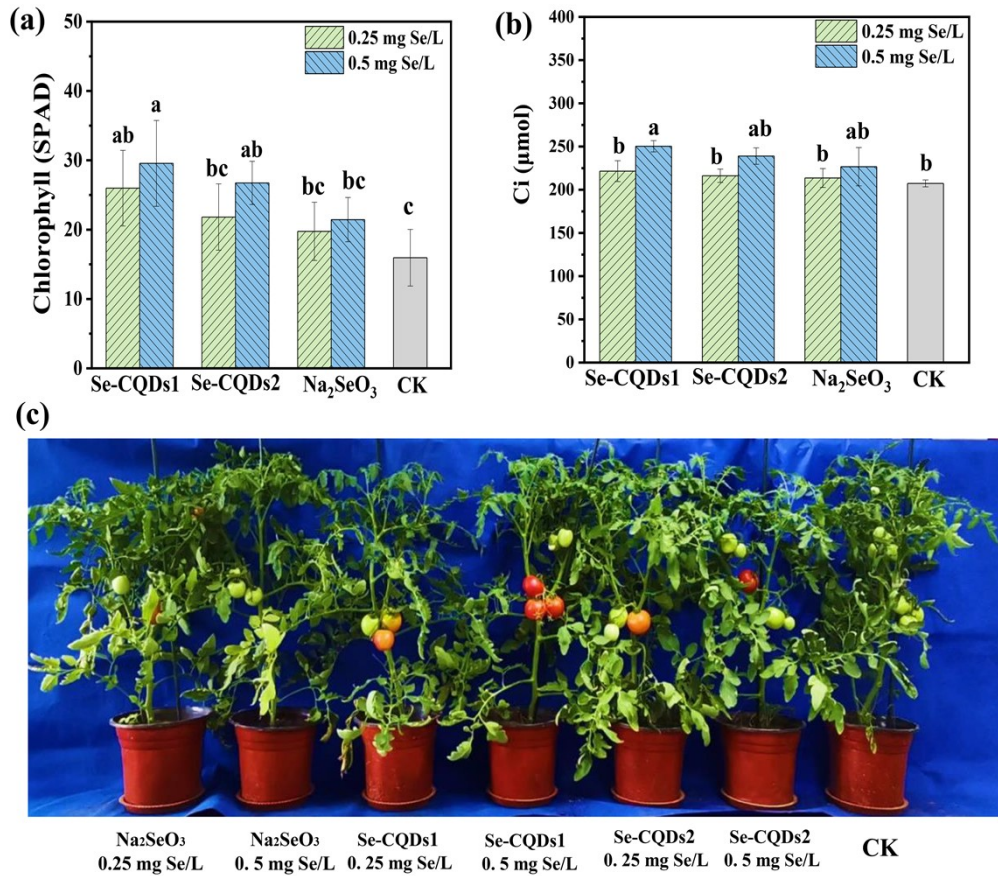 (a)
Chlorophyll (SPAD)
50
40
30
20
10
0
0.25 mg Se/L
0.5 mg Se/L
ab
a
bc
ab
bc
bc
c
Se-CQDs1
Se-CQDs2
Na₂SeO₃
CK
(b)
Ci (μmol)
400
350
300
250
200
150
100
50
0
0.25 mg Se/L
0.5 mg Se/L
b
a
b
ab
b
ab
b
Se-CQDs1
Se-CQDs2
Na₂SeO₃
CK
(c)
Na₂SeO₃
0.25 mg Se/L
Na₂SeO₃
0. 5 mg Se/L
Se-CQDs1
0.25 mg Se/L
Se-CQDs1
0. 5 mg Se/L
Se-CQDs2
0.25 mg Se/L
Se-CQDs2
0. 5 mg Se/L
CK